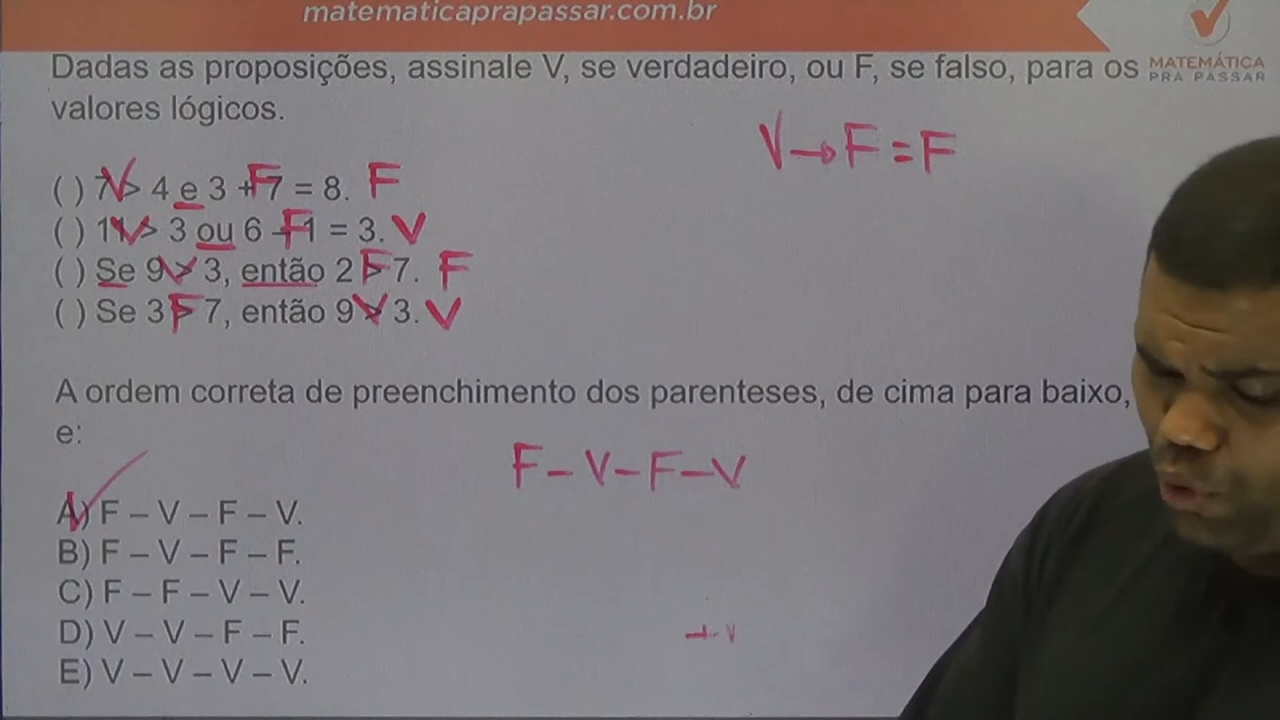 matematicaprapassar.com.br
MATEMÁTICA
PRA PASSAR
Dadas as proposições, assinale V, se verdadeiro, ou F, se falso, para os
valores lógicos.
V→F=F
( ) 7 > 4 e 3 + 7 = 8. F
V F
( ) 11 > 3 ou 6 – 1 = 3. V
V F
( ) Se 9 > 3, então 2 > 7. F
V F
( ) Se 3 > 7, então 9 > 3. V
F V
A ordem correta de preenchimento dos parenteses, de cima para baixo,
e:
F–V–F–V
A) F – V – F – V.
B) F – V – F – F.
C) F – F – V – V.
D) V – V – F – F.
E) V – V – V – V.